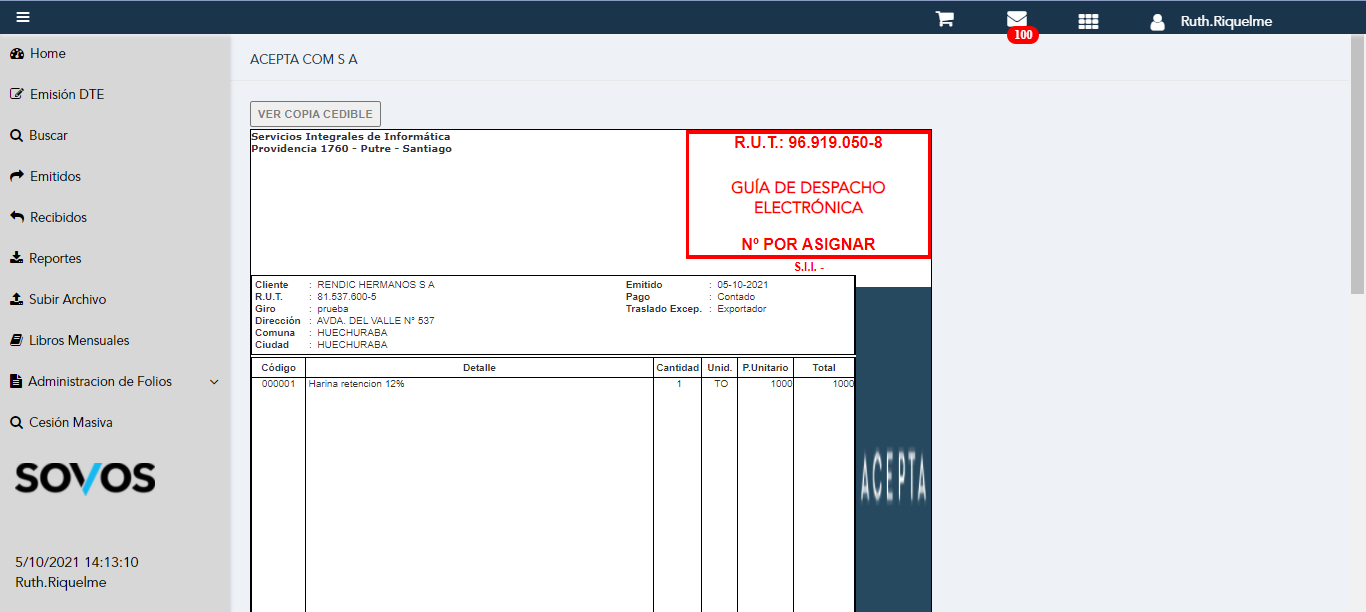 Ruth.Riquelme
100
Home
Emisión DTE
Buscar
Emitidos
Recibidos
Reportes
Subir Archivo
Libros Mensuales
Administracion de Folios
Cesión Masiva
SOVOS
5/10/2021 14:13:10
Ruth.Riquelme
ACEPTA COM S A
VER COPIA CEDIBLE
Servicios Integrales de Informática
Providencia 1760 - Putre - Santiago
R.U.T.: 96.919.050-8
GUÍA DE DESPACHO
ELECTRÓNICA
Nº POR ASIGNAR
S.I.I. -
Cliente : RENDIC HERMANOS S A Emitido : 05-10-2021
R.U.T. : 81.537.600-5 Pago : Contado
Giro : prueba Traslado Excep. : Exportador
Dirección : AVDA. DEL VALLE N° 537
Comuna : HUECHURABA
Ciudad : HUECHURABA
Código Detalle Cantidad Unid. P.Unitario Total
000001 Harina retencion 12% 1 TO 1000 1000
ACEPTA